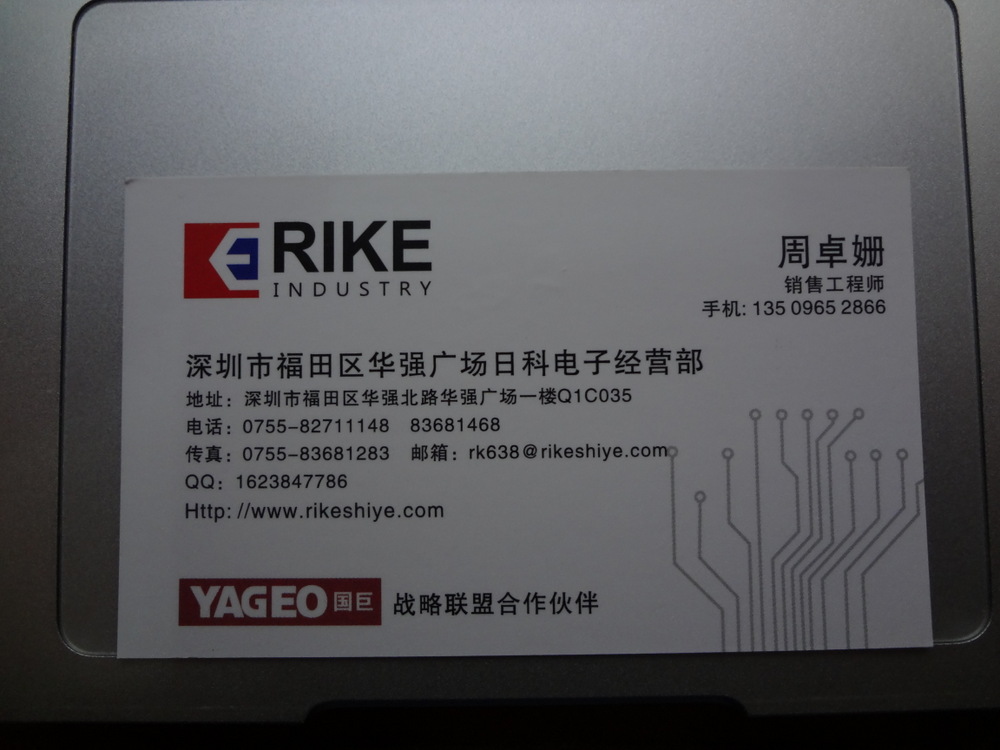 RIKE
INDUSTRY
周卓姗
销售工程师
手机: 135 0965 2866
深圳市福田区华强广场日科电子经营部
地址：深圳市福田区华强北路华强广场一楼Q1C035
电话：0755-82711148 83681468
传真：0755-83681283 邮箱：rk638@rikeshiye.com
QQ：1623847786
Http: //www.rikeshiye.com
YAGEO 国巨 战略联盟合作伙伴